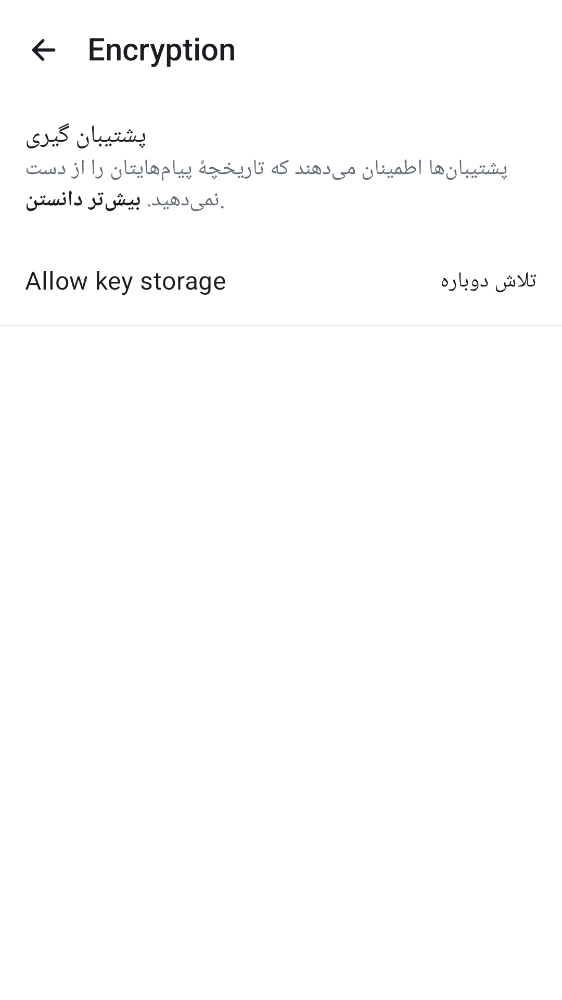 Encryption
پشتیبان گیری
پشتیبان‌ها اطمینان می‌دهند که تاریخچهٔ پیام‌هایتان را از دست
نمی‌دهید. بیش‌تر دانستن.
Allow key storage
تلاش دوباره